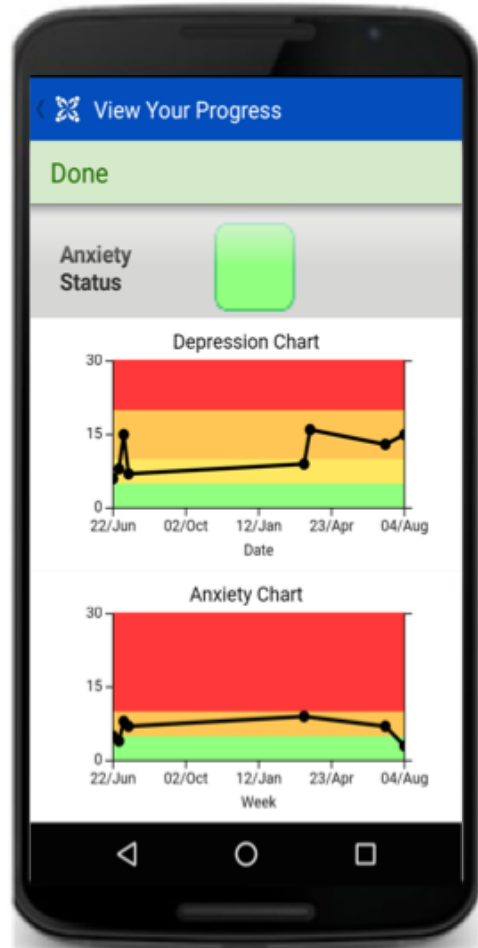 View Your Progress
Done
Anxiety
Status
Depression Chart
30
15
0
22/Jun 02/Oct 12/Jan 23/Apr 04/Aug
Date
Anxiety Chart
30
15
0
22/Jun 02/Oct 12/Jan 23/Apr 04/Aug
Week